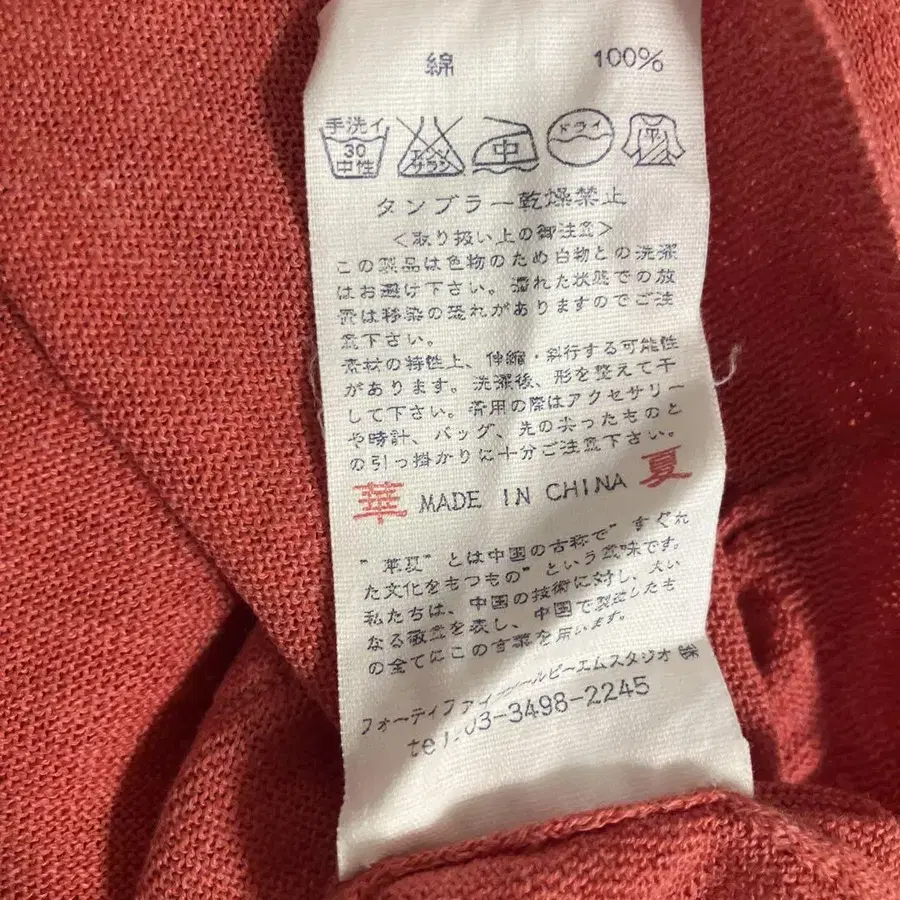 綿 100%
手洗イ 30 中性 エンソ サラシ 中 ドライ 平
タンブラー乾燥禁止
<取り扱い上の御注意>
この製品は色物のため白物との洗濯
はお避け下さい。濡れた状態での放
置は移染の恐れがありますのでご注
意下さい。
素材の特性上、伸縮・斜行する可能性
があります。洗濯後、形を整えて干
して下さい。着用の際はアクセサリー
や時計、バッグ、先の尖ったものと
の引っ掛かりに十分ご注意下さい。
華 MADE IN CHINA 夏
"華夏"とは中国の古称で"すぐれ
た文化をもつもの"という意味です。
私たちは、中国の技術に対し、大い
なる敬意を表し、中国で製造したも
の全てにこの言葉を用います。
フォーティファイ ピーエムスタジオ㈱
tel.03-3498-2245